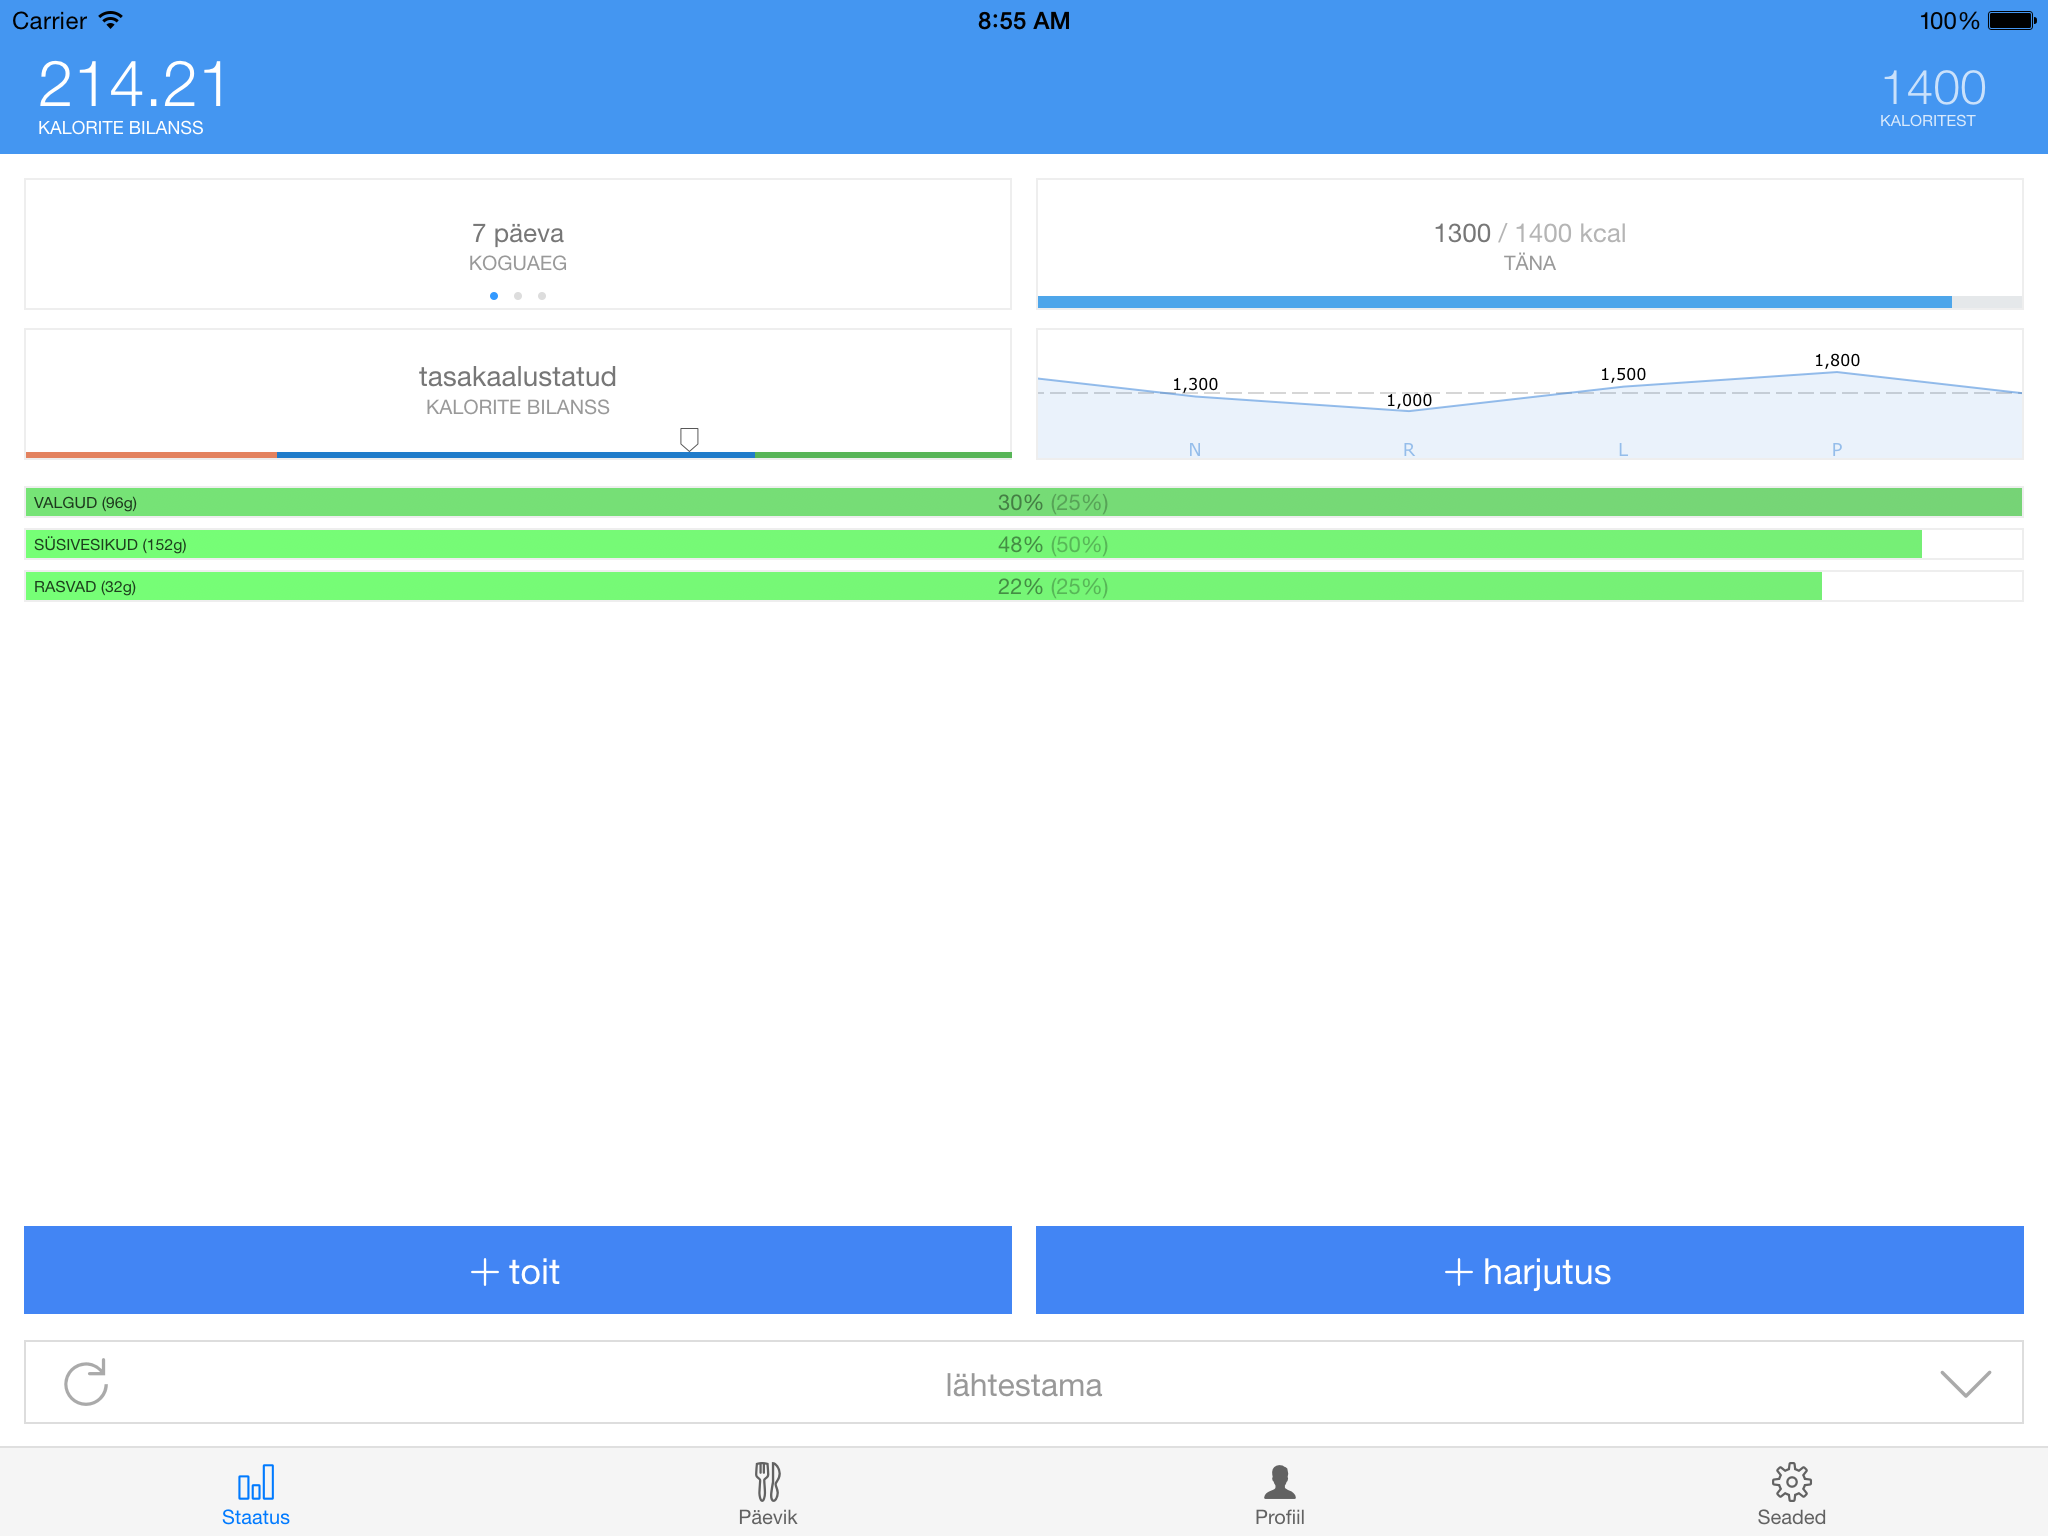 Carrier 8:55 AM 100%
214.21
KALORITE BILANSS
1400
KALORITEST
7 päeva
KOGUAEG
1300 / 1400 kcal
TÄNA
tasakaalustatud
KALORITE BILANSS
1,300 1,000 1,500 1,800
N R L P
VALGUD (96g) 30% (25%)
SÜSIVESIKUD (152g) 48% (50%)
RASVAD (32g) 22% (25%)
+ toit
+ harjutus
lähtestama
Staatus Päevik Profiil Seaded